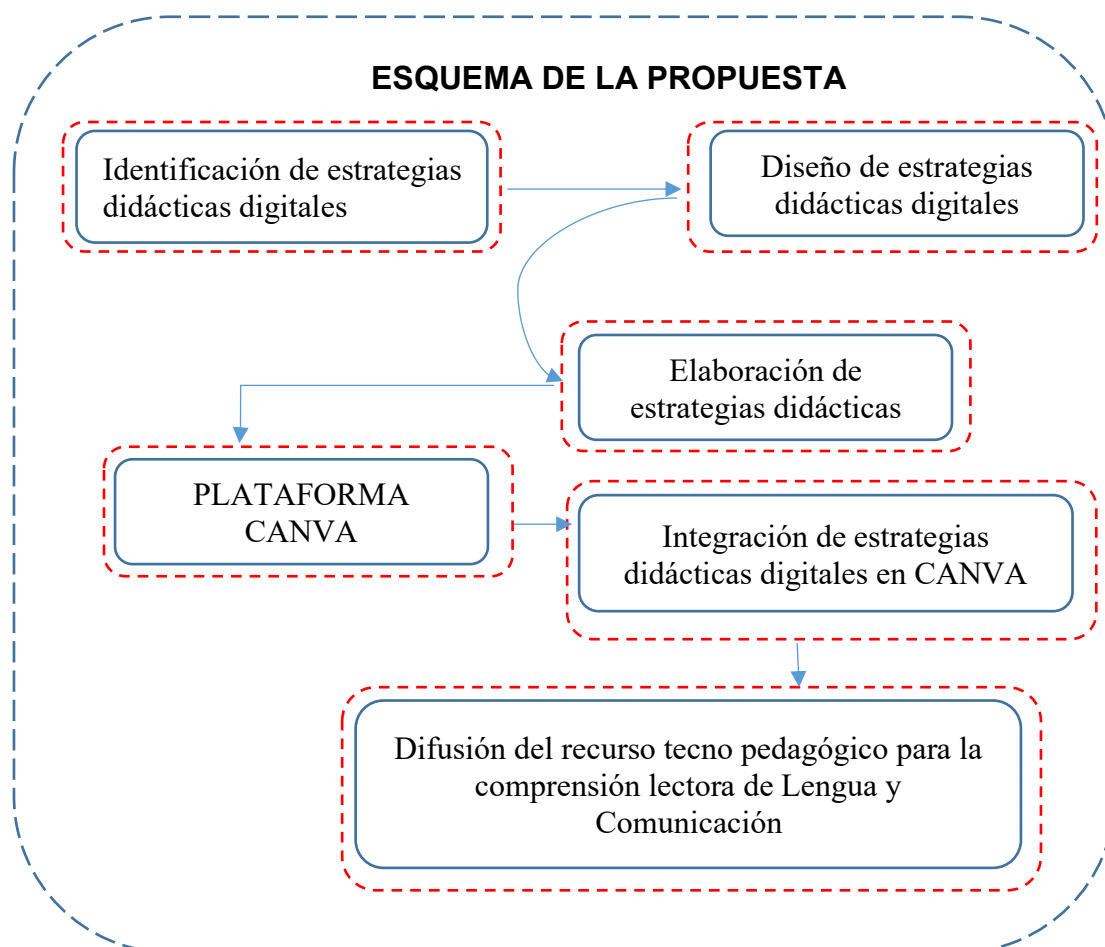 ESQUEMA DE LA PROPUESTA
Identificación de estrategias
didácticas digitales
Diseño de estrategias
didácticas digitales
Elaboración de
estrategias didácticas
PLATAFORMA
CANVA
Integración de estrategias
didácticas digitales en CANVA
Difusión del recurso tecno pedagógico para la
comprensión lectora de Lengua y
Comunicación